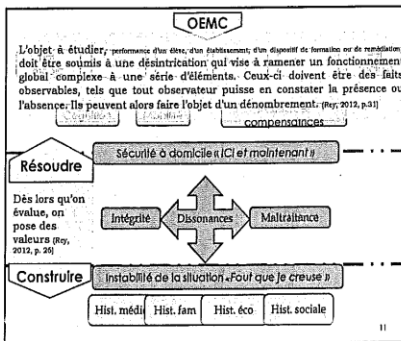 OEMC
L'objet à étudier, performance d'un élève, d'un établissement, d'un dispositif de formation ou de remédiation,
doit être soumis à une désintrication qui vise à ramener un fonctionnement
global complexe à une série d'éléments. Ceux-ci doivent être des faits
observables, tels que tout observateur puisse en constater la présence ou
l'absence. Ils peuvent alors faire l'objet d'un dénombrement. (Rey, 2012, p.31)
compensatrices
Résoudre
Sécurité à domicile « ICI et maintenant »
Dès lors qu'on
évalue, on
pose des
valeurs (Rey,
2012, p. 26)
Intégrité
Dissonances
Maltraitance
Construire
Instabilité de la situation « Faut que je creuse »
Hist. médi
Hist. fam
Hist. éco
Hist. sociale
11